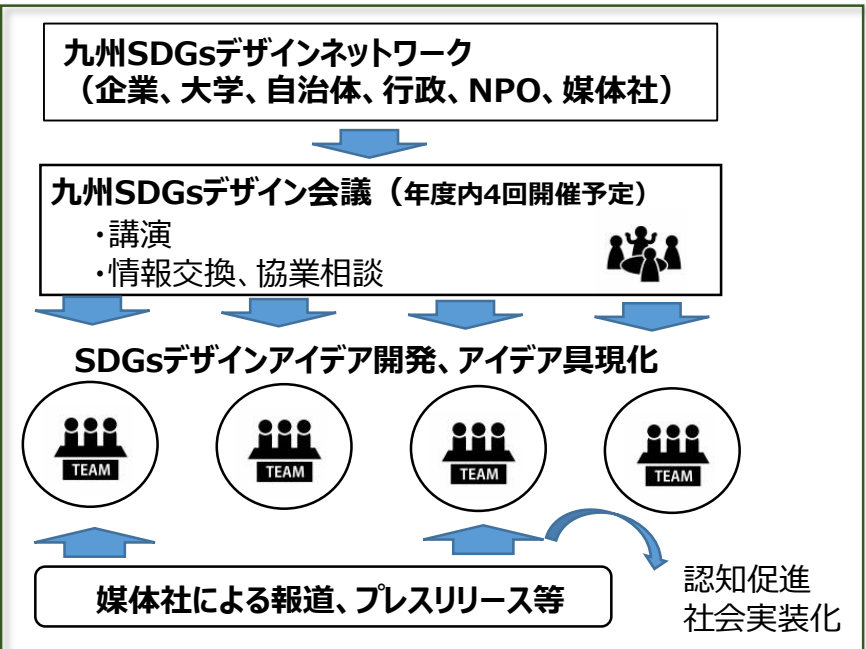 九州SDGsデザインネットワーク
（企業、大学、自治体、行政、NPO、媒体社）
九州SDGsデザイン会議（年度内4回開催予定）
・講演
・情報交換、協業相談
SDGsデザインアイデア開発、アイデア具現化
TEAM TEAM TEAM TEAM
媒体社による報道、プレスリリース等
認知促進
社会実装化